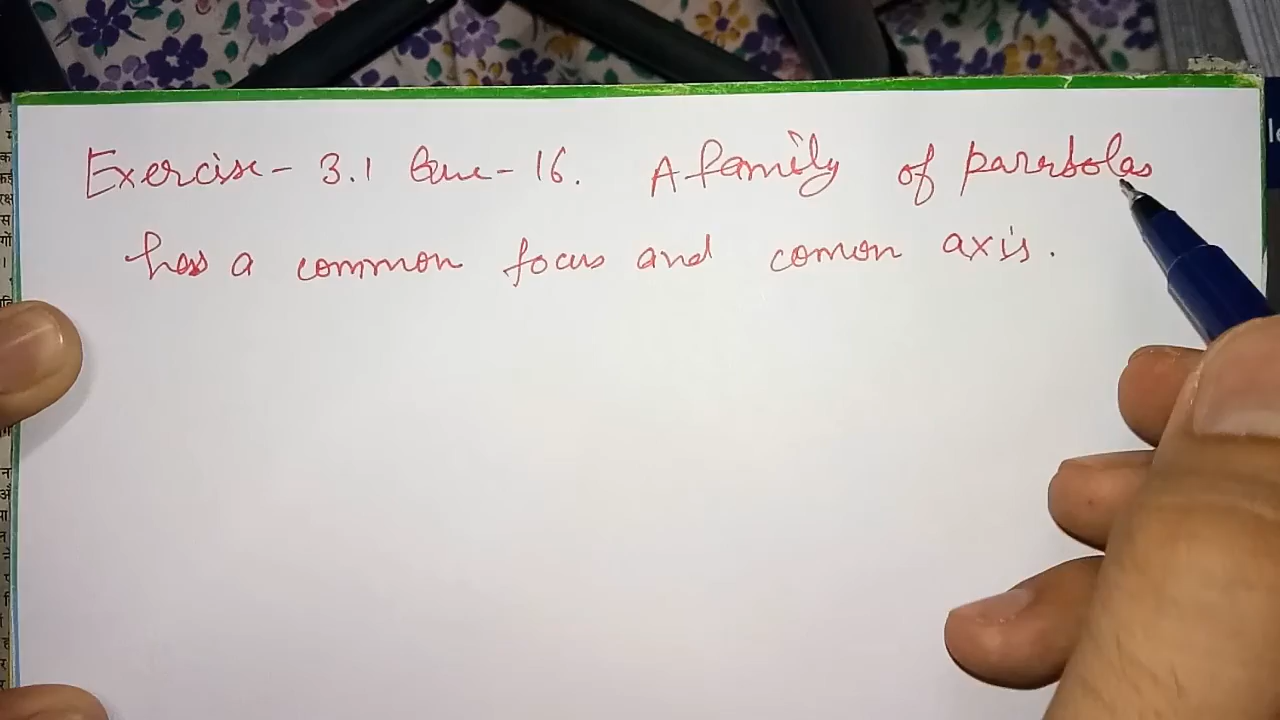 Exercise - 3.1 Que - 16. A family of parabolas
has a common focus and comon axis.